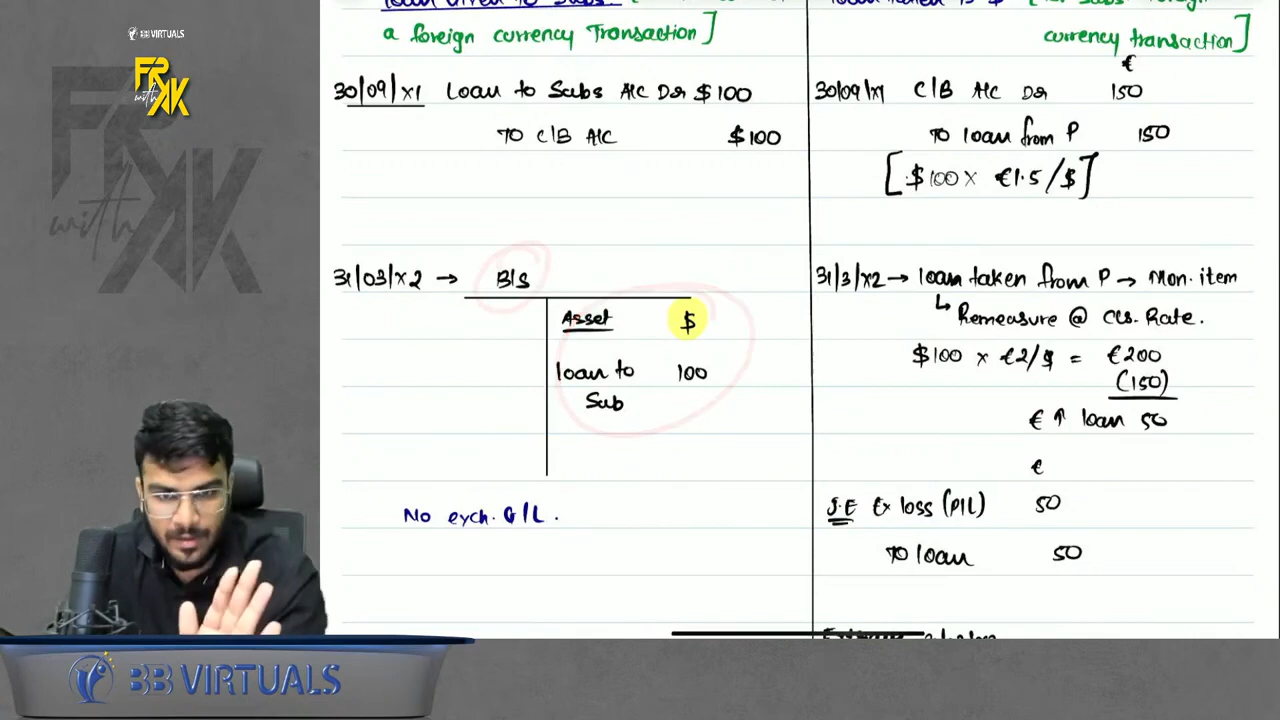 BB VIRTUALS
FR
with
AK
a foreign currency Transaction]
30/09/x1 Loan to Subs A/C Dr $100
TO C/B A/C $100
31/03/x2 → B/S
Asset $
loan to 100
Sub
No exch. G/L.
currency transaction]
€
30/09/x1 C/B A/C Dr 150
TO loan from P 150
[$100 x €1.5/$]
31/3/x2 → loan taken from P → Mon. item
↳ Remeasure @ Cls. Rate.
$100 x €2/$ = €200
(150)
€ ↑ loan 50
€
J.E Ex loss (P/L) 50
TO loan 50
BB VIRTUALS